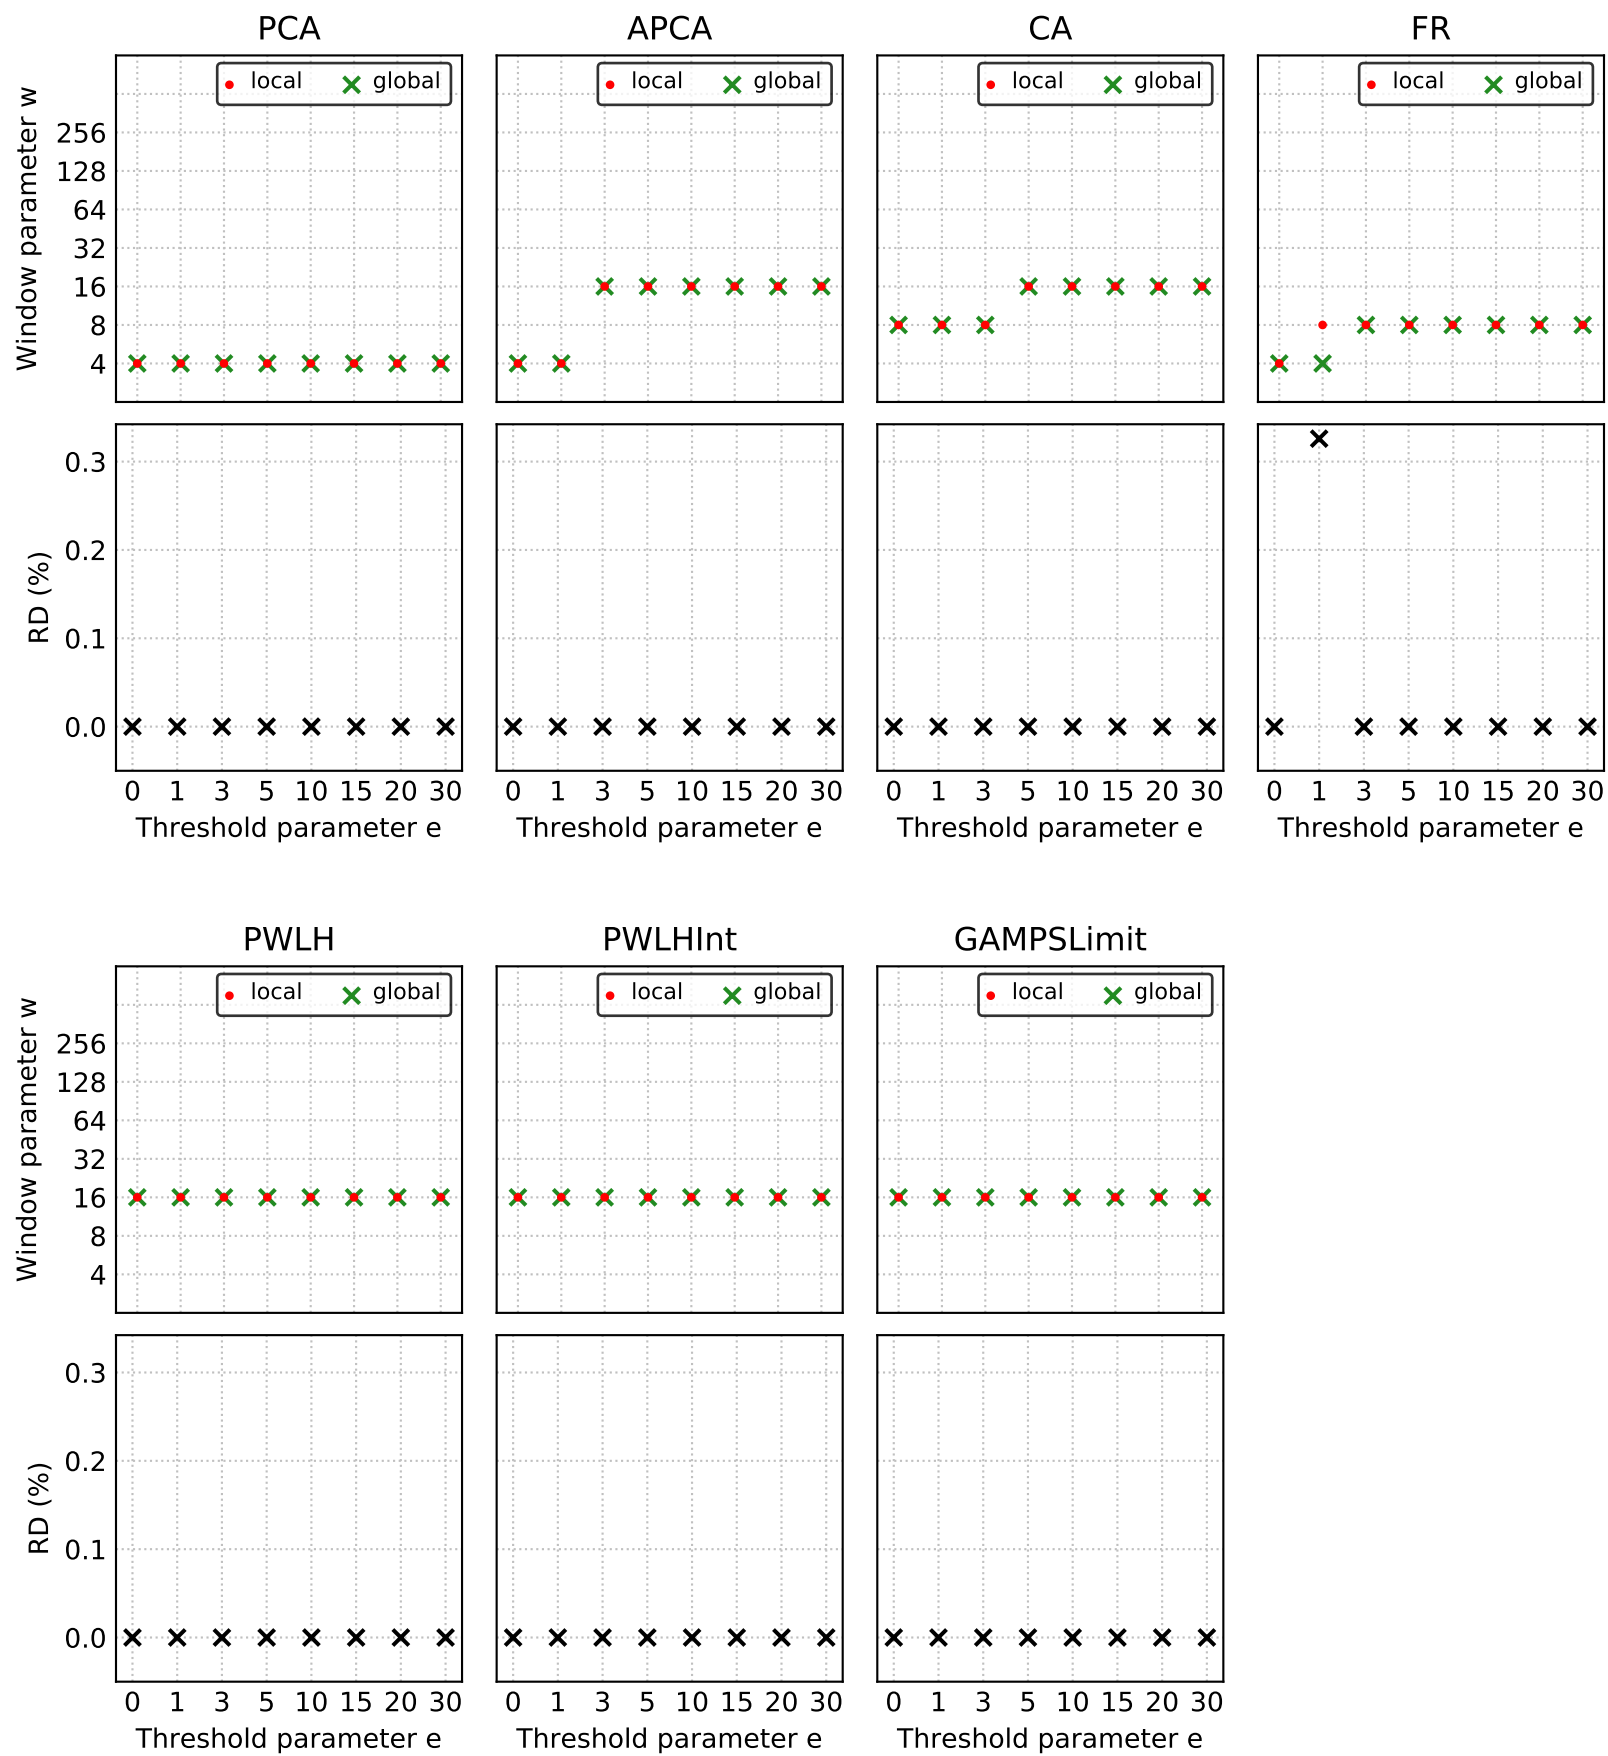 PCA APCA CA FR
local global local global local global local global
Window parameter w
256
128
64
32
16
8
4
RD (%)
0.3
0.2
0.1
0.0
0 1 3 5 10 15 20 30 0 1 3 5 10 15 20 30 0 1 3 5 10 15 20 30 0 1 3 5 10 15 20 30
Threshold parameter e Threshold parameter e Threshold parameter e Threshold parameter e
PWLH PWLHInt GAMPSLimit
local global local global local global
Window parameter w
256
128
64
32
16
8
4
RD (%)
0.3
0.2
0.1
0.0
0 1 3 5 10 15 20 30 0 1 3 5 10 15 20 30 0 1 3 5 10 15 20 30
Threshold parameter e Threshold parameter e Threshold parameter e